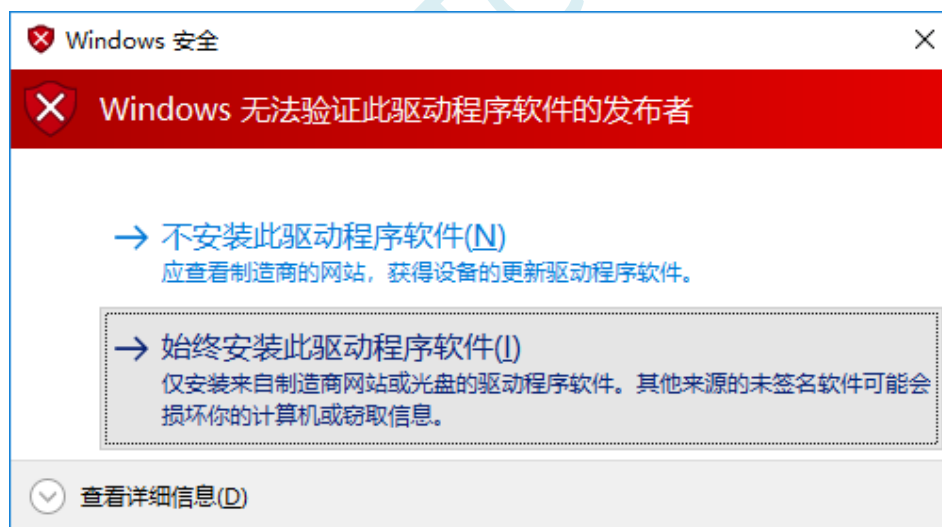 Windows 安全
Windows 无法验证此驱动程序软件的发布者
不安装此驱动程序软件(N)
应查看制造商的网站，获得设备的更新驱动程序软件。
始终安装此驱动程序软件(I)
仅安装来自制造商网站或光盘的驱动程序软件。其他来源的未签名软件可能会
损坏你的计算机或窃取信息。
查看详细信息(D)